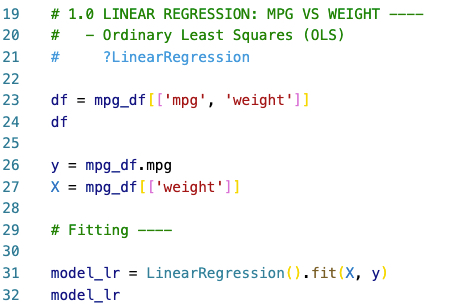 19 # 1.0 LINEAR REGRESSION: MPG VS WEIGHT ----
20 #   - Ordinary Least Squares (OLS)
21 #     ?LinearRegression
22
23 df = mpg_df[['mpg', 'weight']]
24 df
25
26 y = mpg_df.mpg
27 X = mpg_df[['weight']]
28
29 # Fitting ----
30
31 model_lr = LinearRegression().fit(X, y)
32 model_lr